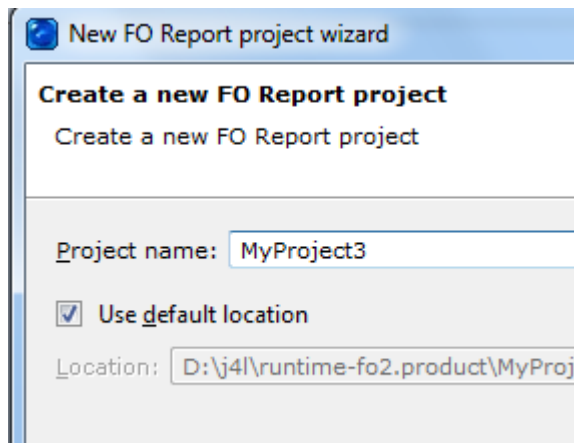 New FO Report project wizard
Create a new FO Report project
Create a new FO Report project
Project name: MyProject3
Use default location
Location: D:\j4l\runtime-fo2.product\MyProj